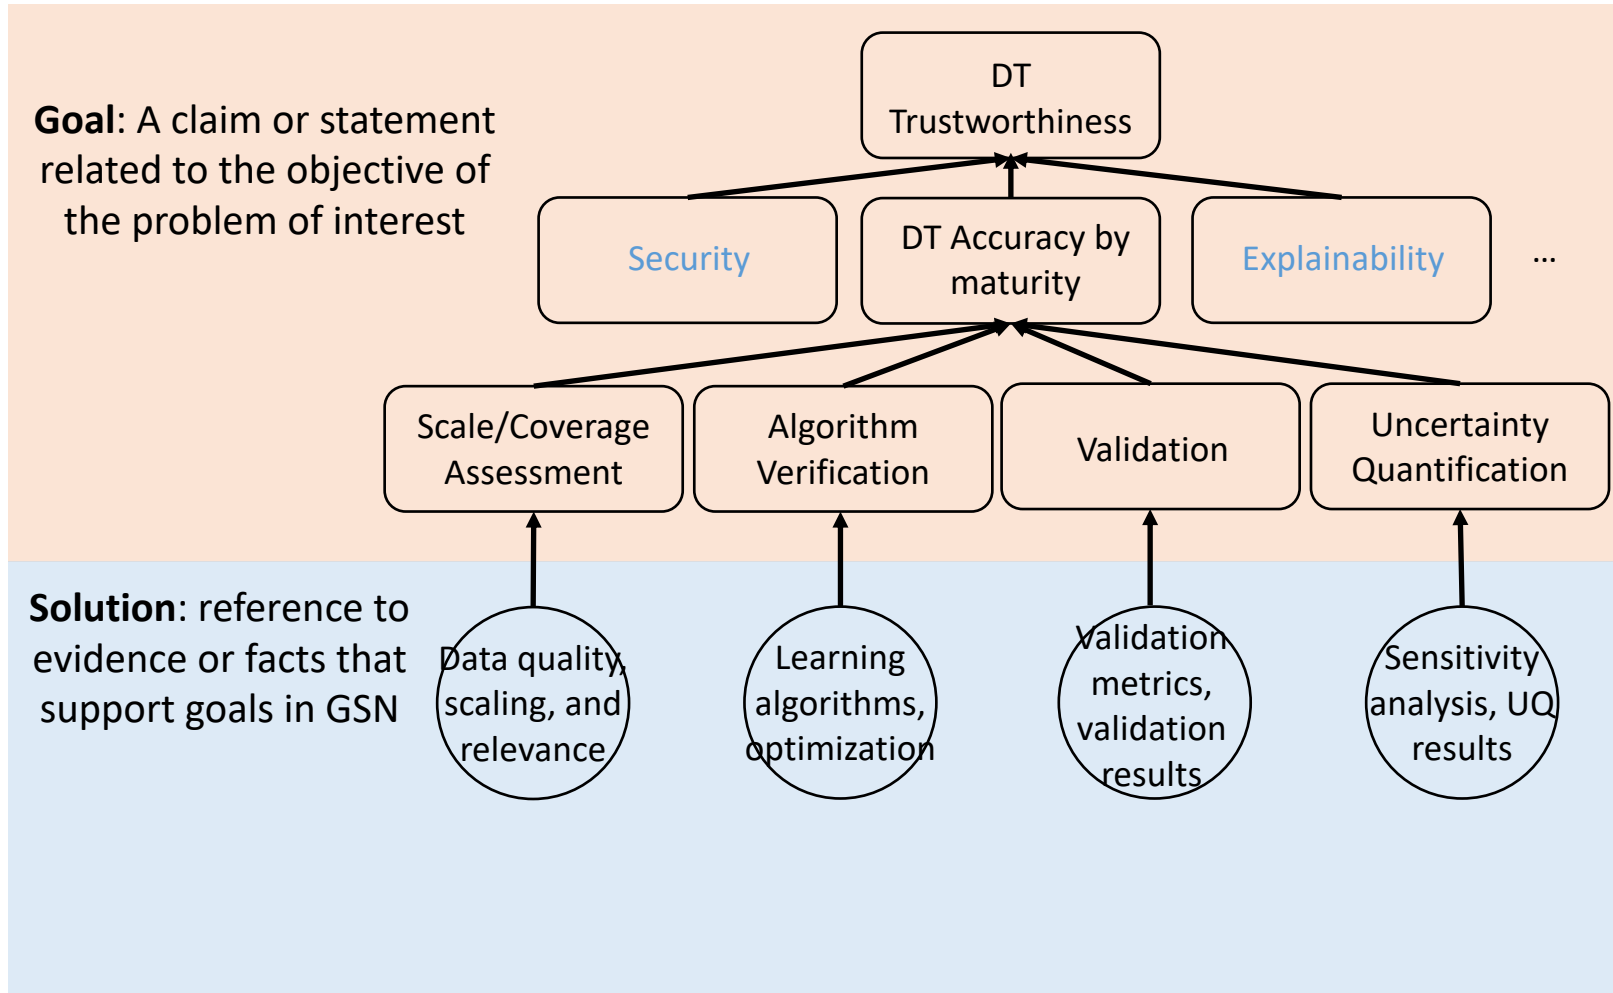 DT
Trustworthiness
Goal: A claim or statement
related to the objective of
the problem of interest
Security
DT Accuracy by
maturity
Explainability
...
Scale/Coverage
Assessment
Algorithm
Verification
Validation
Uncertainty
Quantification
Solution: reference to
evidence or facts that
support goals in GSN
Data quality,
scaling, and
relevance
Learning
algorithms,
optimization
Validation
metrics,
validation
results
Sensitivity
analysis, UQ
results